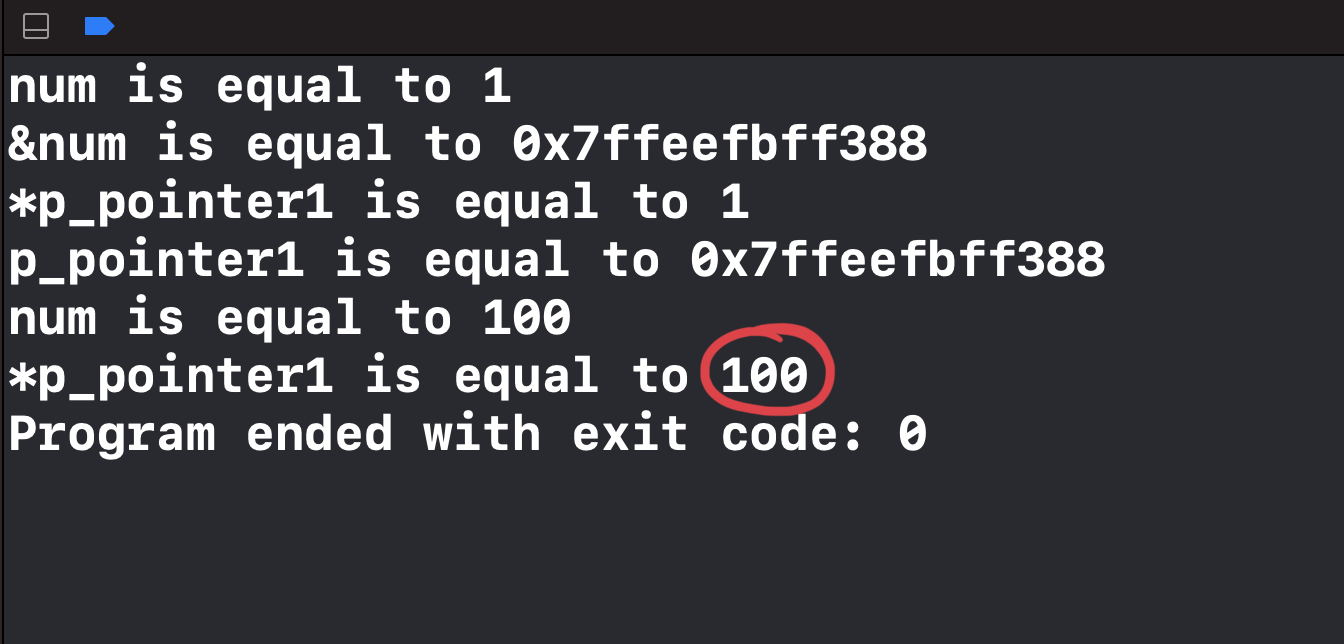 num is equal to 1
&num is equal to 0x7ffeefbff388
*p_pointer1 is equal to 1
p_pointer1 is equal to 0x7ffeefbff388
num is equal to 100
*p_pointer1 is equal to 100
Program ended with exit code: 0